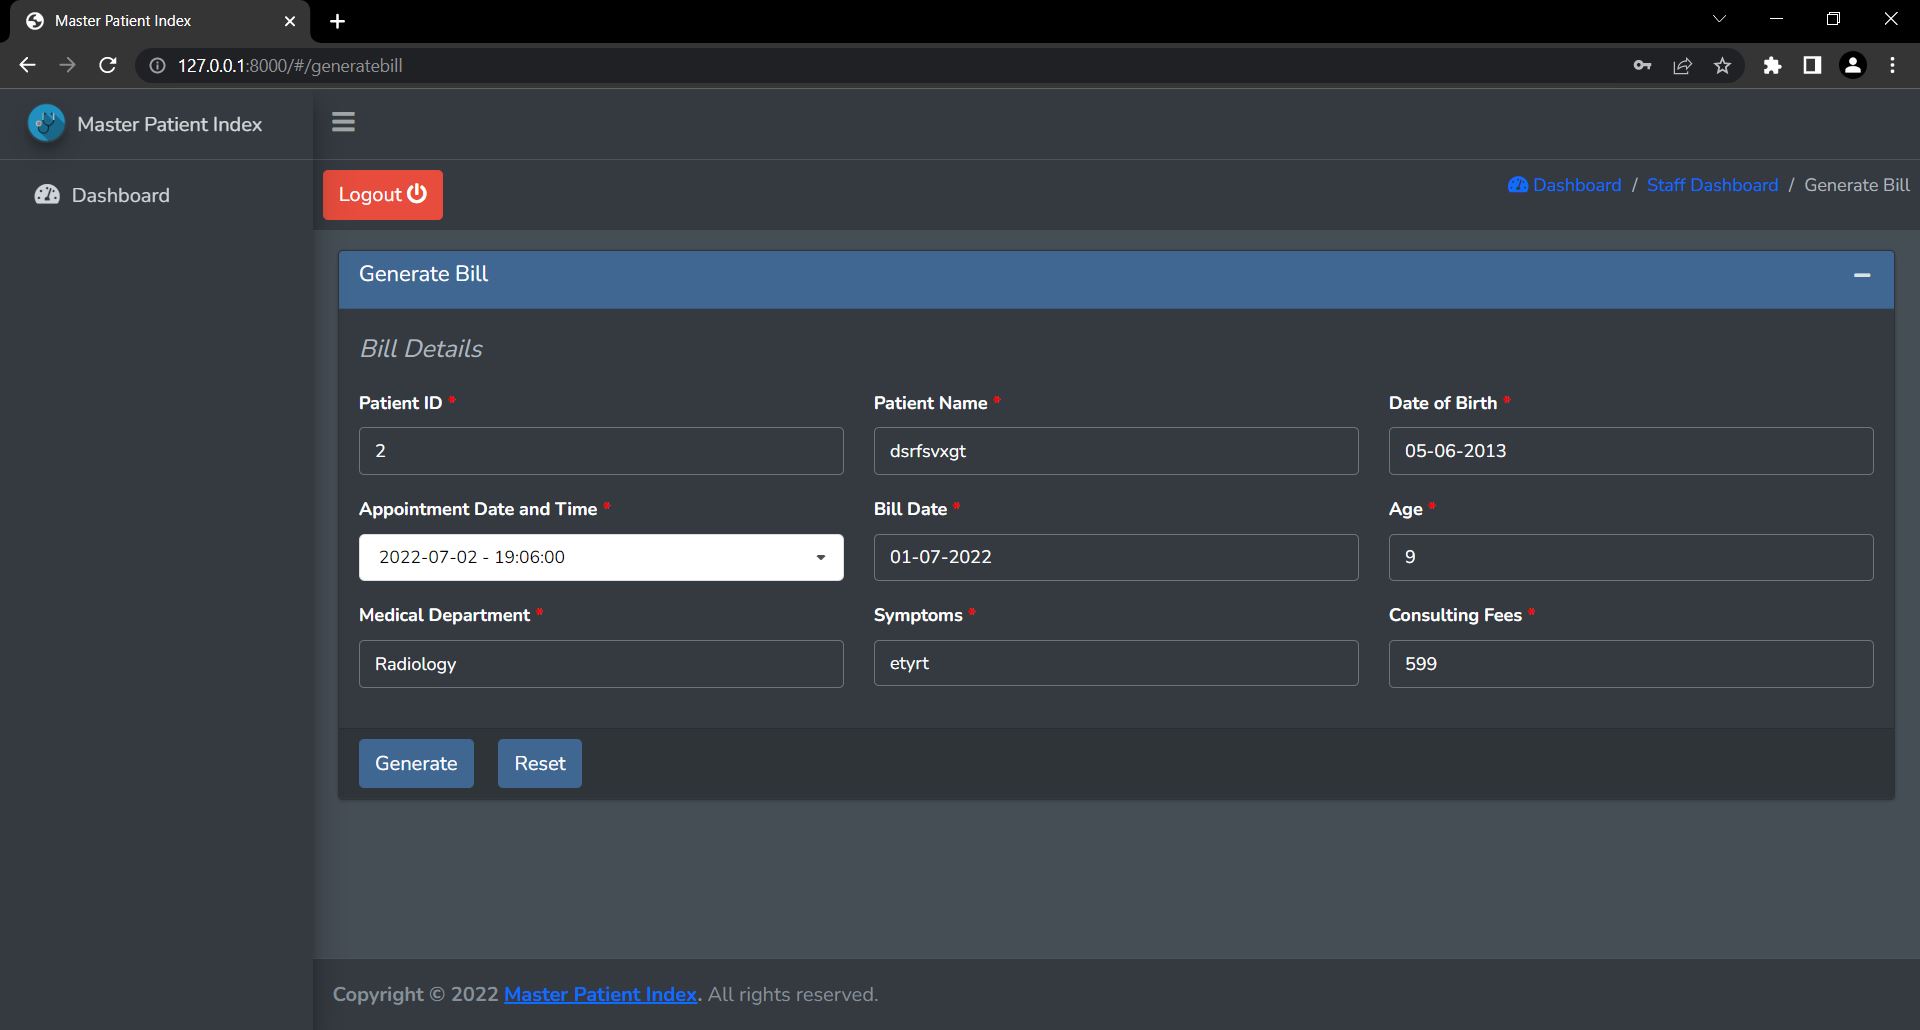 Master Patient Index
127.0.0.1:8000/#/generatebill
Master Patient Index
Dashboard
Logout
Dashboard / Staff Dashboard / Generate Bill
Generate Bill
Bill Details
Patient ID * Patient Name * Date of Birth *
2 dsrfsvxgt 05-06-2013
Appointment Date and Time * Bill Date * Age *
2022-07-02 - 19:06:00 01-07-2022 9
Medical Department * Symptoms * Consulting Fees *
Radiology etyrt 599
Generate Reset
Copyright © 2022 Master Patient Index. All rights reserved.